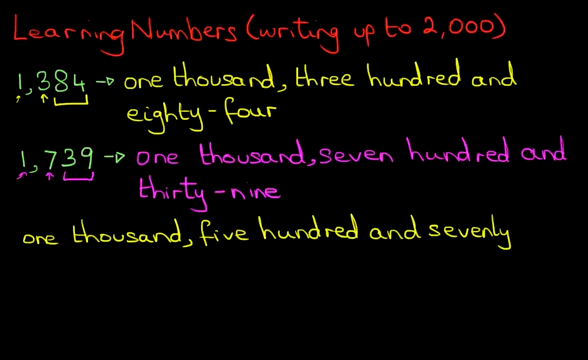 Learning Numbers (writing up to 2,000)
1,384 → one thousand, three hundred and
eighty-four
1,739 → one thousand, seven hundred and
thirty-nine
one thousand, five hundred and sevenly